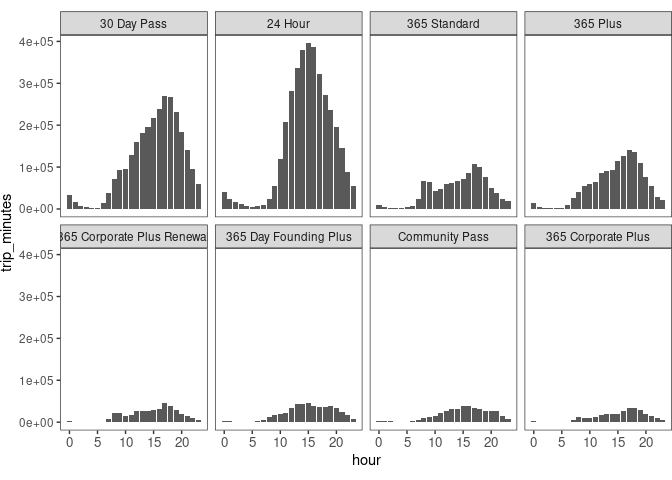 30 Day Pass
24 Hour
365 Standard
365 Plus
4e+05
3e+05
2e+05
1e+05
0e+00
365 Corporate Plus Renewa
365 Day Founding Plus
Community Pass
365 Corporate Plus
4e+05
3e+05
2e+05
1e+05
0e+00
0 5 10 15 20
0 5 10 15 20
0 5 10 15 20
0 5 10 15 20
hour
trip_minutes